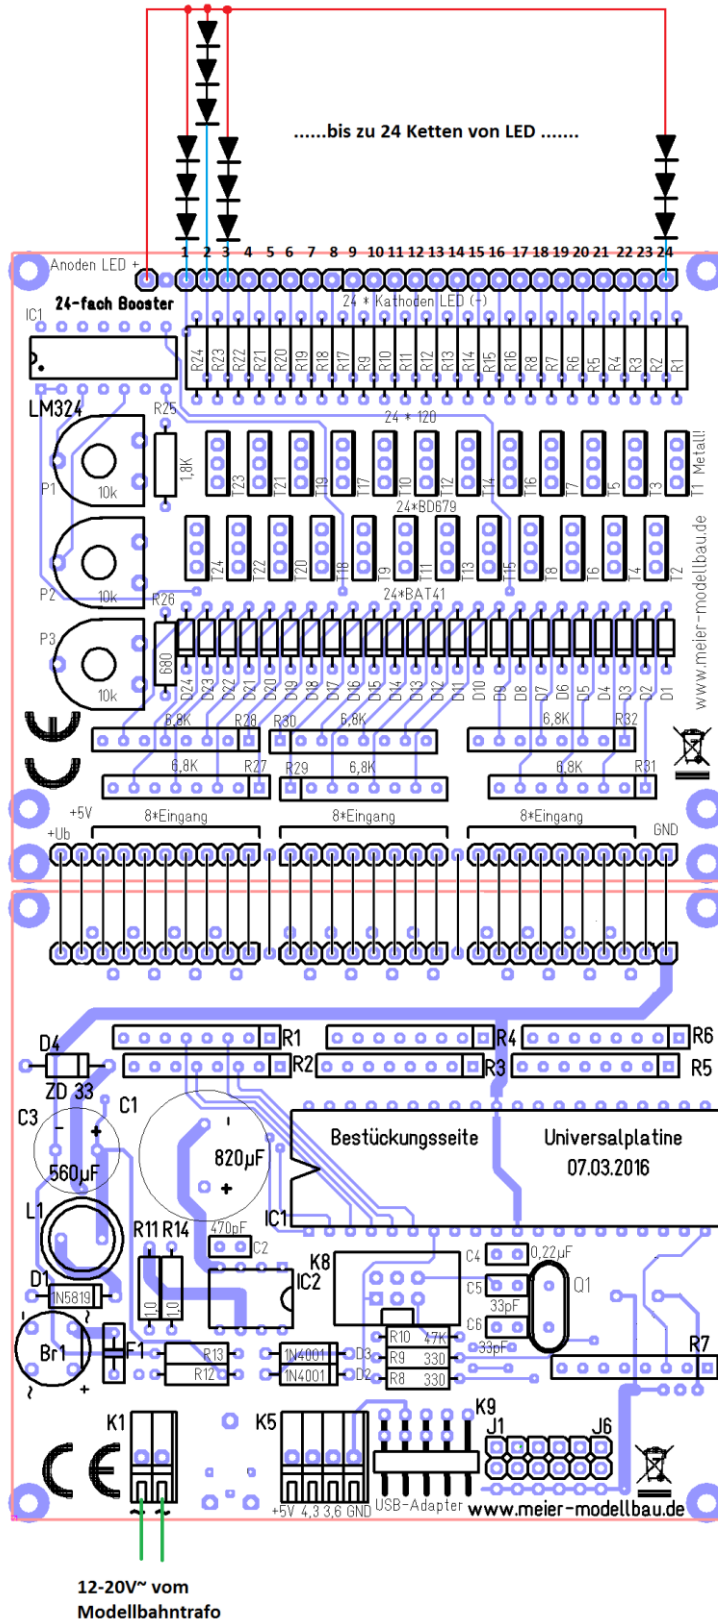 ......bis zu 24 Ketten von LED .......
1 2 3 4 5 6 7 8 9 10 11 12 13 14 15 16 17 18 19 20 21 22 23 24
Anoden LED +
24-fach Booster
24 * Kathoden LED (-)
IC1
R24 R23 R22 R21 R20 R19 R18 R17 R9 R10 R11 R12 R13 R14 R15 R16 R8 R7 R6 R5 R4 R3 R2 R1
LM324
R25
24 * 120
1,8K
P1
10k
T23 T21 T19 T17 T10 T12 T14 T16 T7 T5 T3 T1 Metall!
24*BD679
P2
10k
T24 T22 T20 T18 T9 T11 T13 T15 T8 T6 T4 T2
24*BAT41
R26
P3
680
10k
D24 D23 D22 D21 D20 D19 D18 D17 D16 D15 D14 D13 D12 D11 D10 D9 D8 D7 D6 D5 D4 D3 D2 D1
www.meier-modellbau.de
CE
6,8K R28 R30 6,8K 6,8K R32
6,8K R27 R29 6,8K 6,8K R31
+5V
8*Eingang 8*Eingang 8*Eingang
+Ub
GND
R1 R4 R6
D4
R2 R3 R5
ZD 33
C3 C1
- +
560µF
-
820µF
+
Bestückungsseite Universalplatine
07.03.2016
IC1
L1
R11 R14
470pF
C2
K8
C4 0,22µF
IC2
D1
1N5819
1,0 1,0
C5
33pF
Q1
C6
33pF
Br1
- ~ ~ +
F1
R13
R12
1N4001 D3
1N4001 D2
R10 47K
R9 330
R8 330
R7
K1
K5
K9
J1 J6
CE
~ ~
+5V 4,3 3,6 GND
USB-Adapter
www.meier-modellbau.de
12-20V~ vom
Modellbahntrafo